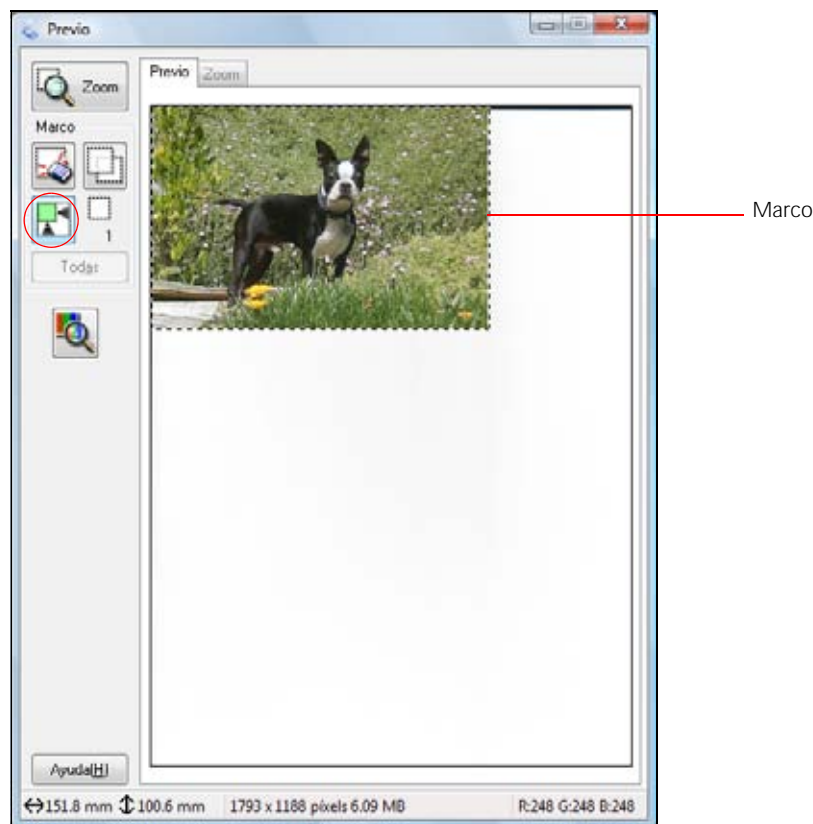 Previo
Zoom
Previo Zoom
Marco
1
Todas
Marco
Ayuda(H)
151.8 mm 100.6 mm 1793 x 1188 píxels 6.09 MB R:248 G:248 B:248